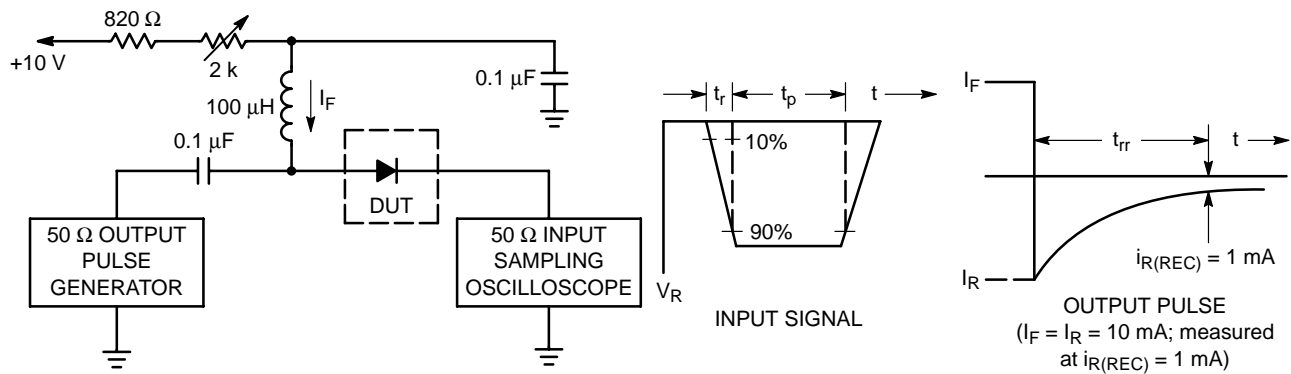 820 Ω
+10 V
2 k
100 μH
I_F
0.1 μF
0.1 μF
DUT
50 Ω OUTPUT
PULSE
GENERATOR
50 Ω INPUT
SAMPLING
OSCILLOSCOPE
t_r
t_p
t
10%
90%
V_R
INPUT SIGNAL
I_F
t_rr
t
I_R
i_R(REC) = 1 mA
OUTPUT PULSE
(I_F = I_R = 10 mA; measured
at i_R(REC) = 1 mA)